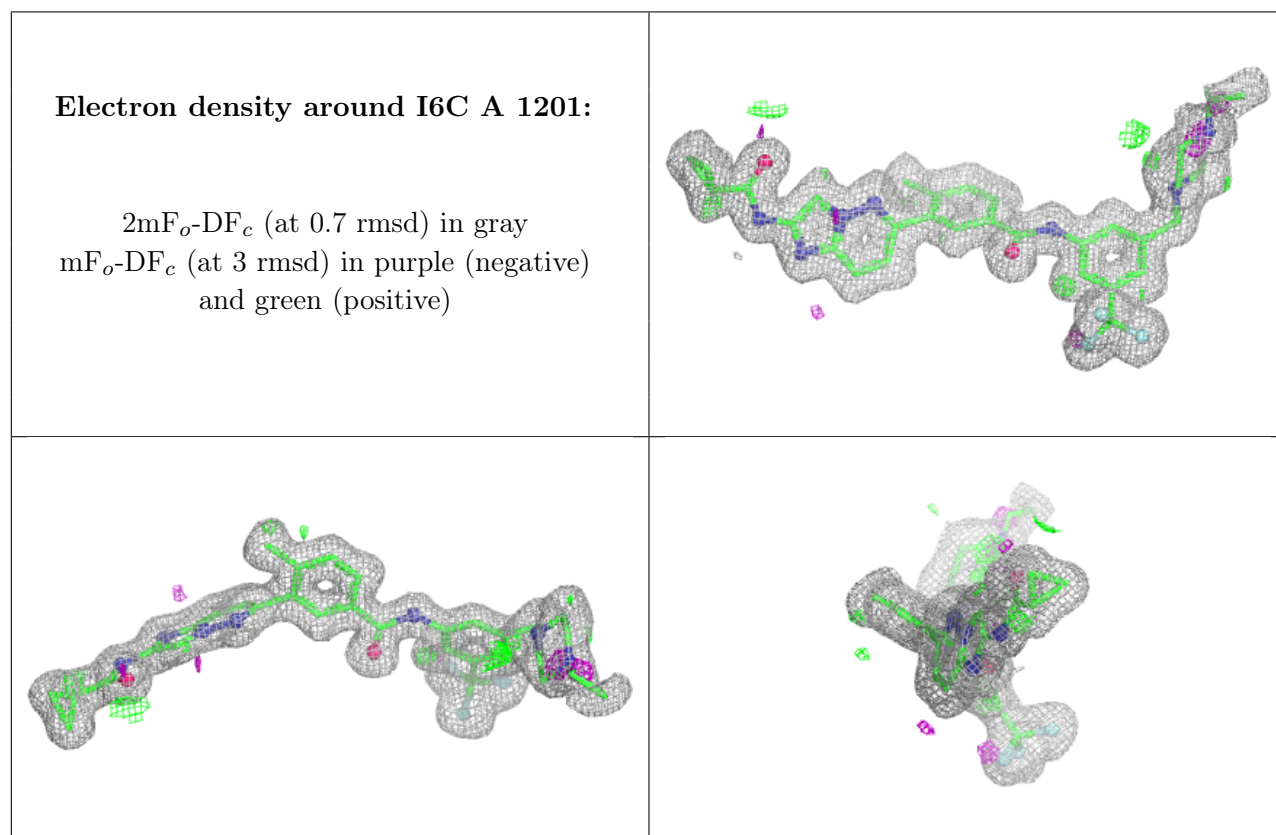 Electron density around I6C A 1201:
2mFo-DFc (at 0.7 rmsd) in gray
mFo-DFc (at 3 rmsd) in purple (negative)
and green (positive)